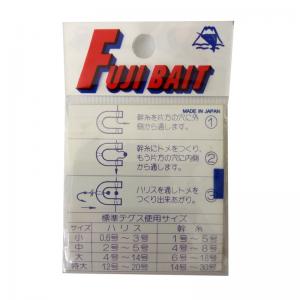 FUJI BAIT
MADE IN JAPAN
幹糸を片方の穴に外
側から通します。
①
幹糸にトメをつくり、
もう片方の穴に内側
から通します。
②
ハリスを通しトメを
つくり出来あがり。
③
標準テグス使用サイズ
サイズ ハリス 幹糸
小 0.6号〜3号 1号〜5号
中 2号〜5号 4号〜8号
大 4号〜14号 6号〜18号
特大 12号〜20号 14号〜30号